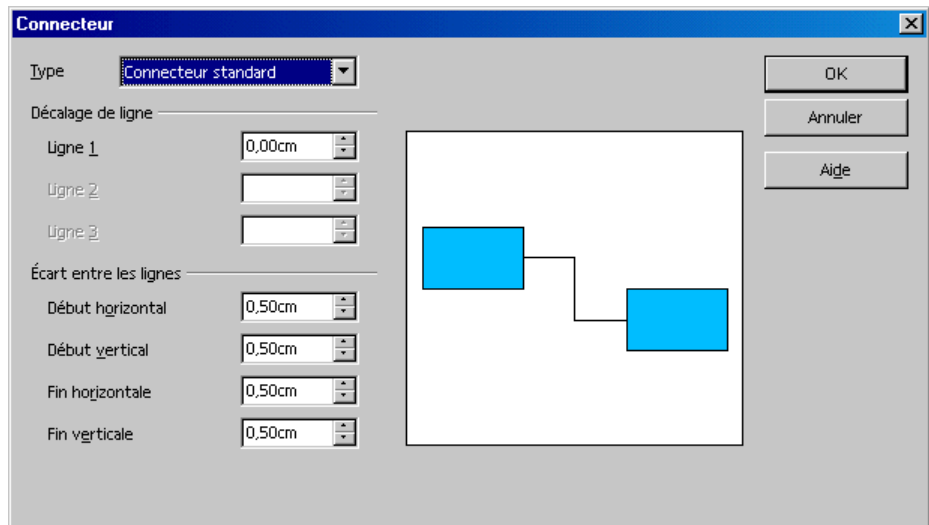 Connecteur
Type Connecteur standard
OK
Décalage de ligne
Annuler
Ligne 1 0,00cm
Aide
Ligne 2
Ligne 3
Écart entre les lignes
Début horizontal 0,50cm
Début vertical 0,50cm
Fin horizontale 0,50cm
Fin verticale 0,50cm